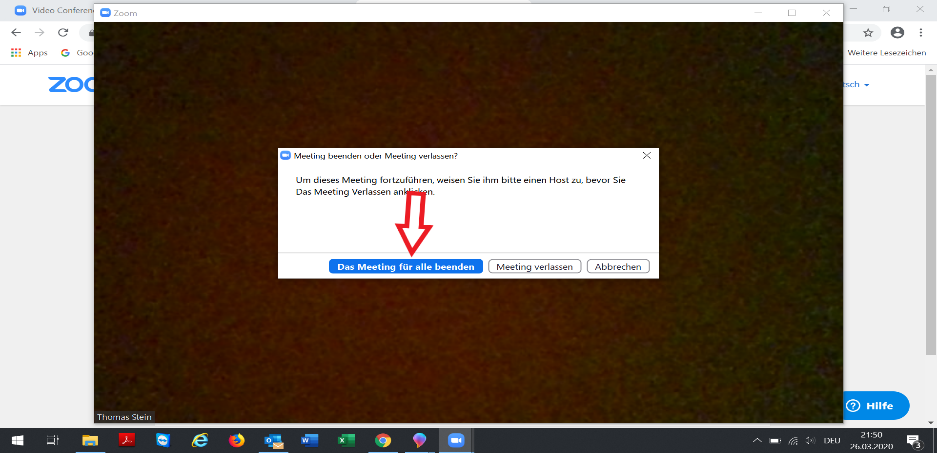 Video Conferen
Zoom
Apps
Goo
Weitere Lesezeichen
ZOO
tsch
Meeting beenden oder Meeting verlassen?
Um dieses Meeting fortzuführen, weisen Sie ihm bitte einen Host zu, bevor Sie
Das Meeting Verlassen anklicken.
Das Meeting für alle beenden
Meeting verlassen
Abbrechen
Hilfe
Thomas Stein
DEU
21:50
26.03.2020
3